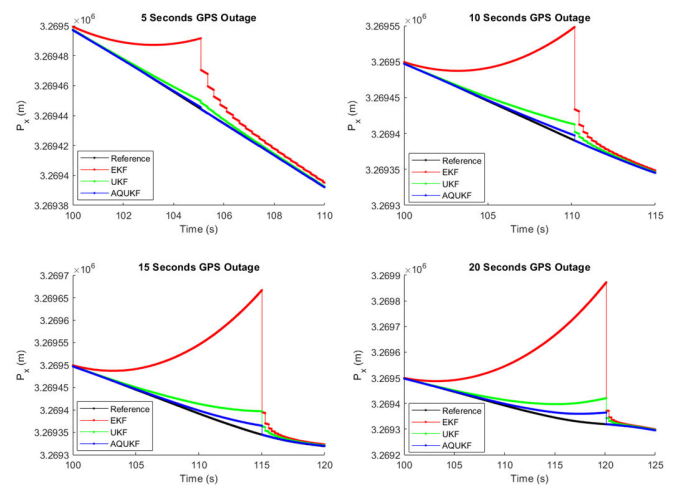 5 Seconds GPS Outage
×10⁶
3.2695
3.26948
3.26946
3.26944
3.26942
3.2694
3.26938
P_x (m)
Reference
EKF
UKF
AQUKF
100 102 104 106 108 110
Time (s)
10 Seconds GPS Outage
×10⁶
3.26955
3.2695
3.26945
3.2694
3.26935
3.2693
P_x (m)
Reference
EKF
UKF
AQUKF
100 105 110 115
Time (s)
15 Seconds GPS Outage
×10⁶
3.2697
3.26965
3.2696
3.26955
3.2695
3.26945
3.2694
3.26935
3.2693
P_x (m)
Reference
EKF
UKF
AQUKF
100 105 110 115 120
Time (s)
20 Seconds GPS Outage
×10⁶
3.2699
3.2698
3.2697
3.2696
3.2695
3.2694
3.2693
3.2692
P_x (m)
Reference
EKF
UKF
AQUKF
100 105 110 115 120 125
Time (s)